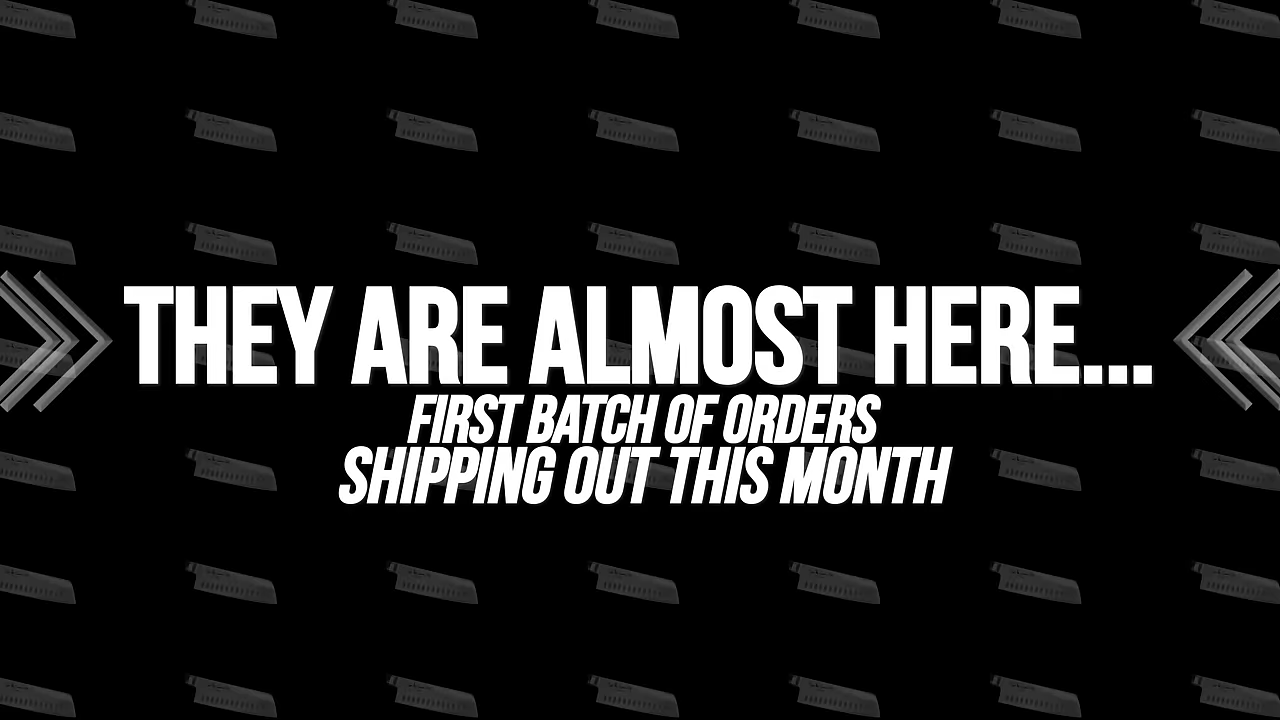 THEY ARE ALMOST HERE...
FIRST BATCH OF ORDERS
SHIPPING OUT THIS MONTH